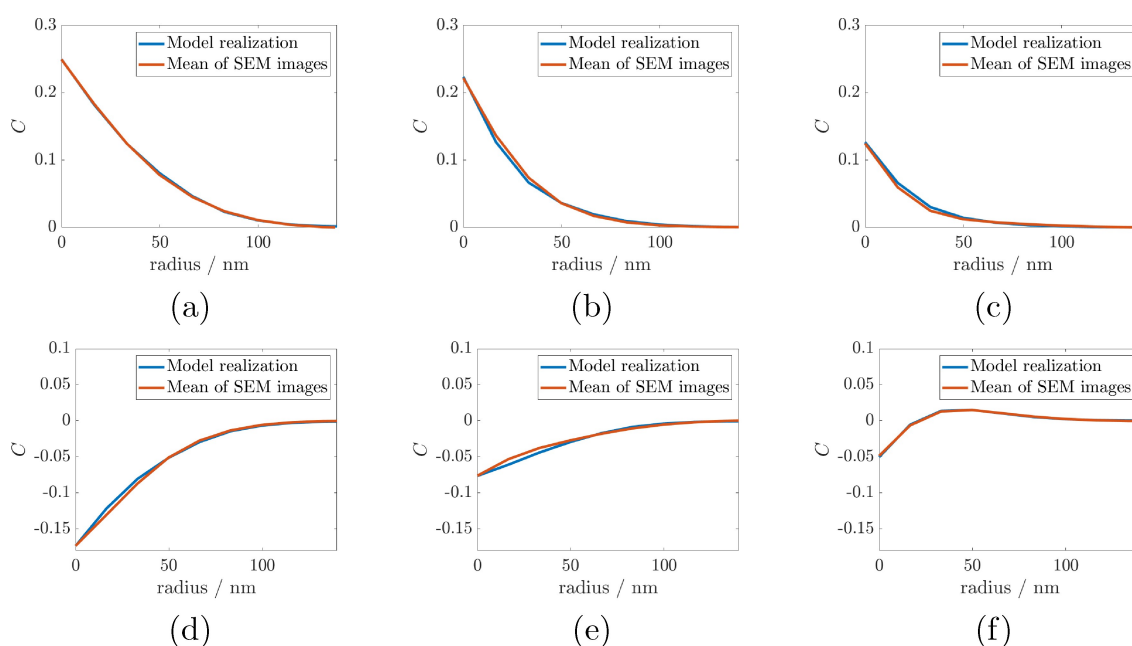 0.3
0.2
0.1
0
C
Model realization
Mean of SEM images
0
50
100
radius / nm
(a)
0.3
0.2
0.1
0
C
Model realization
Mean of SEM images
0
50
100
radius / nm
(b)
0.3
0.2
0.1
0
C
Model realization
Mean of SEM images
0
50
100
radius / nm
(c)
0.1
0.05
0
-0.05
-0.1
-0.15
C
Model realization
Mean of SEM images
0
50
100
radius / nm
(d)
0.1
0.05
0
-0.05
-0.1
-0.15
C
Model realization
Mean of SEM images
0
50
100
radius / nm
(e)
0.1
0.05
0
-0.05
-0.1
-0.15
C
Model realization
Mean of SEM images
0
50
100
radius / nm
(f)